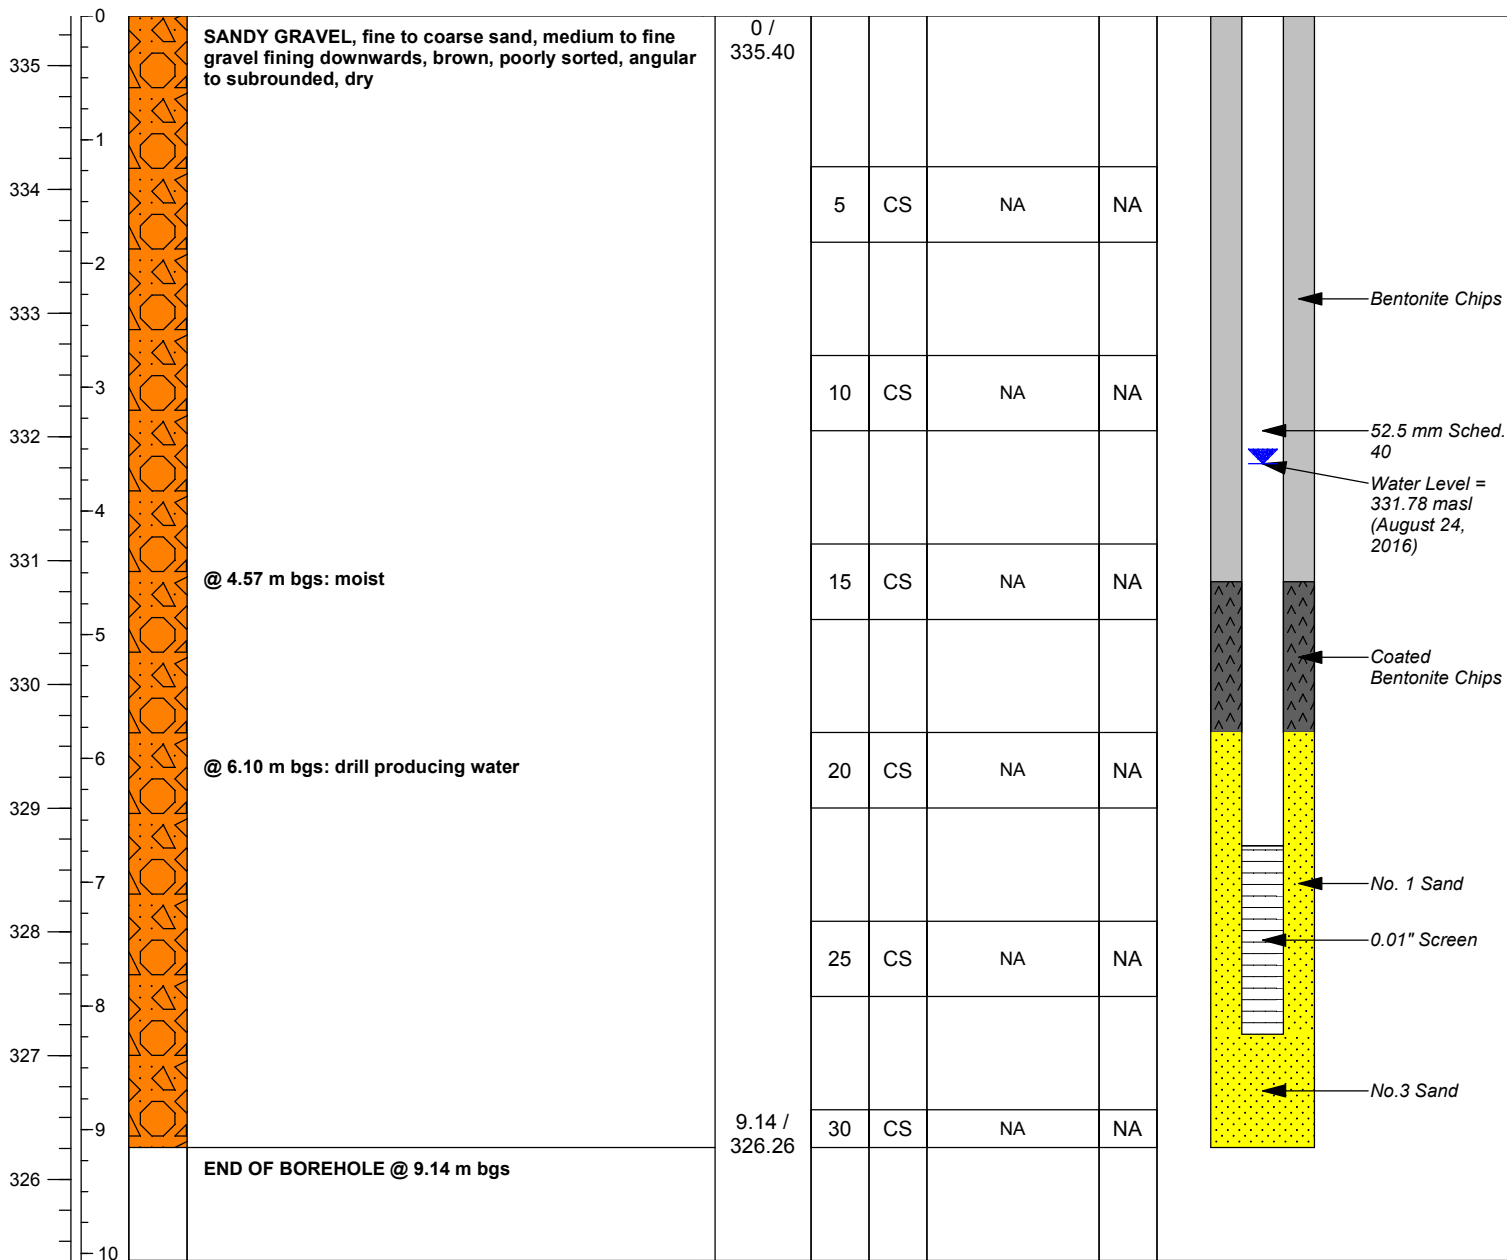 0
SANDY GRAVEL, fine to coarse sand, medium to fine
gravel fining downwards, brown, poorly sorted, angular
to subrounded, dry
0 /
335.40
335
1
334
5 CS NA NA
2
333
Bentonite Chips
3
10 CS NA NA
332
52.5 mm Sched.
40
Water Level =
331.78 masl
(August 24,
2016)
4
331
@ 4.57 m bgs: moist
15 CS NA NA
5
Coated
Bentonite Chips
330
6
@ 6.10 m bgs: drill producing water
20 CS NA NA
329
7
No. 1 Sand
328
0.01" Screen
25 CS NA NA
8
327
No.3 Sand
9
9.14 /
326.26
30 CS NA NA
END OF BOREHOLE @ 9.14 m bgs
326
10